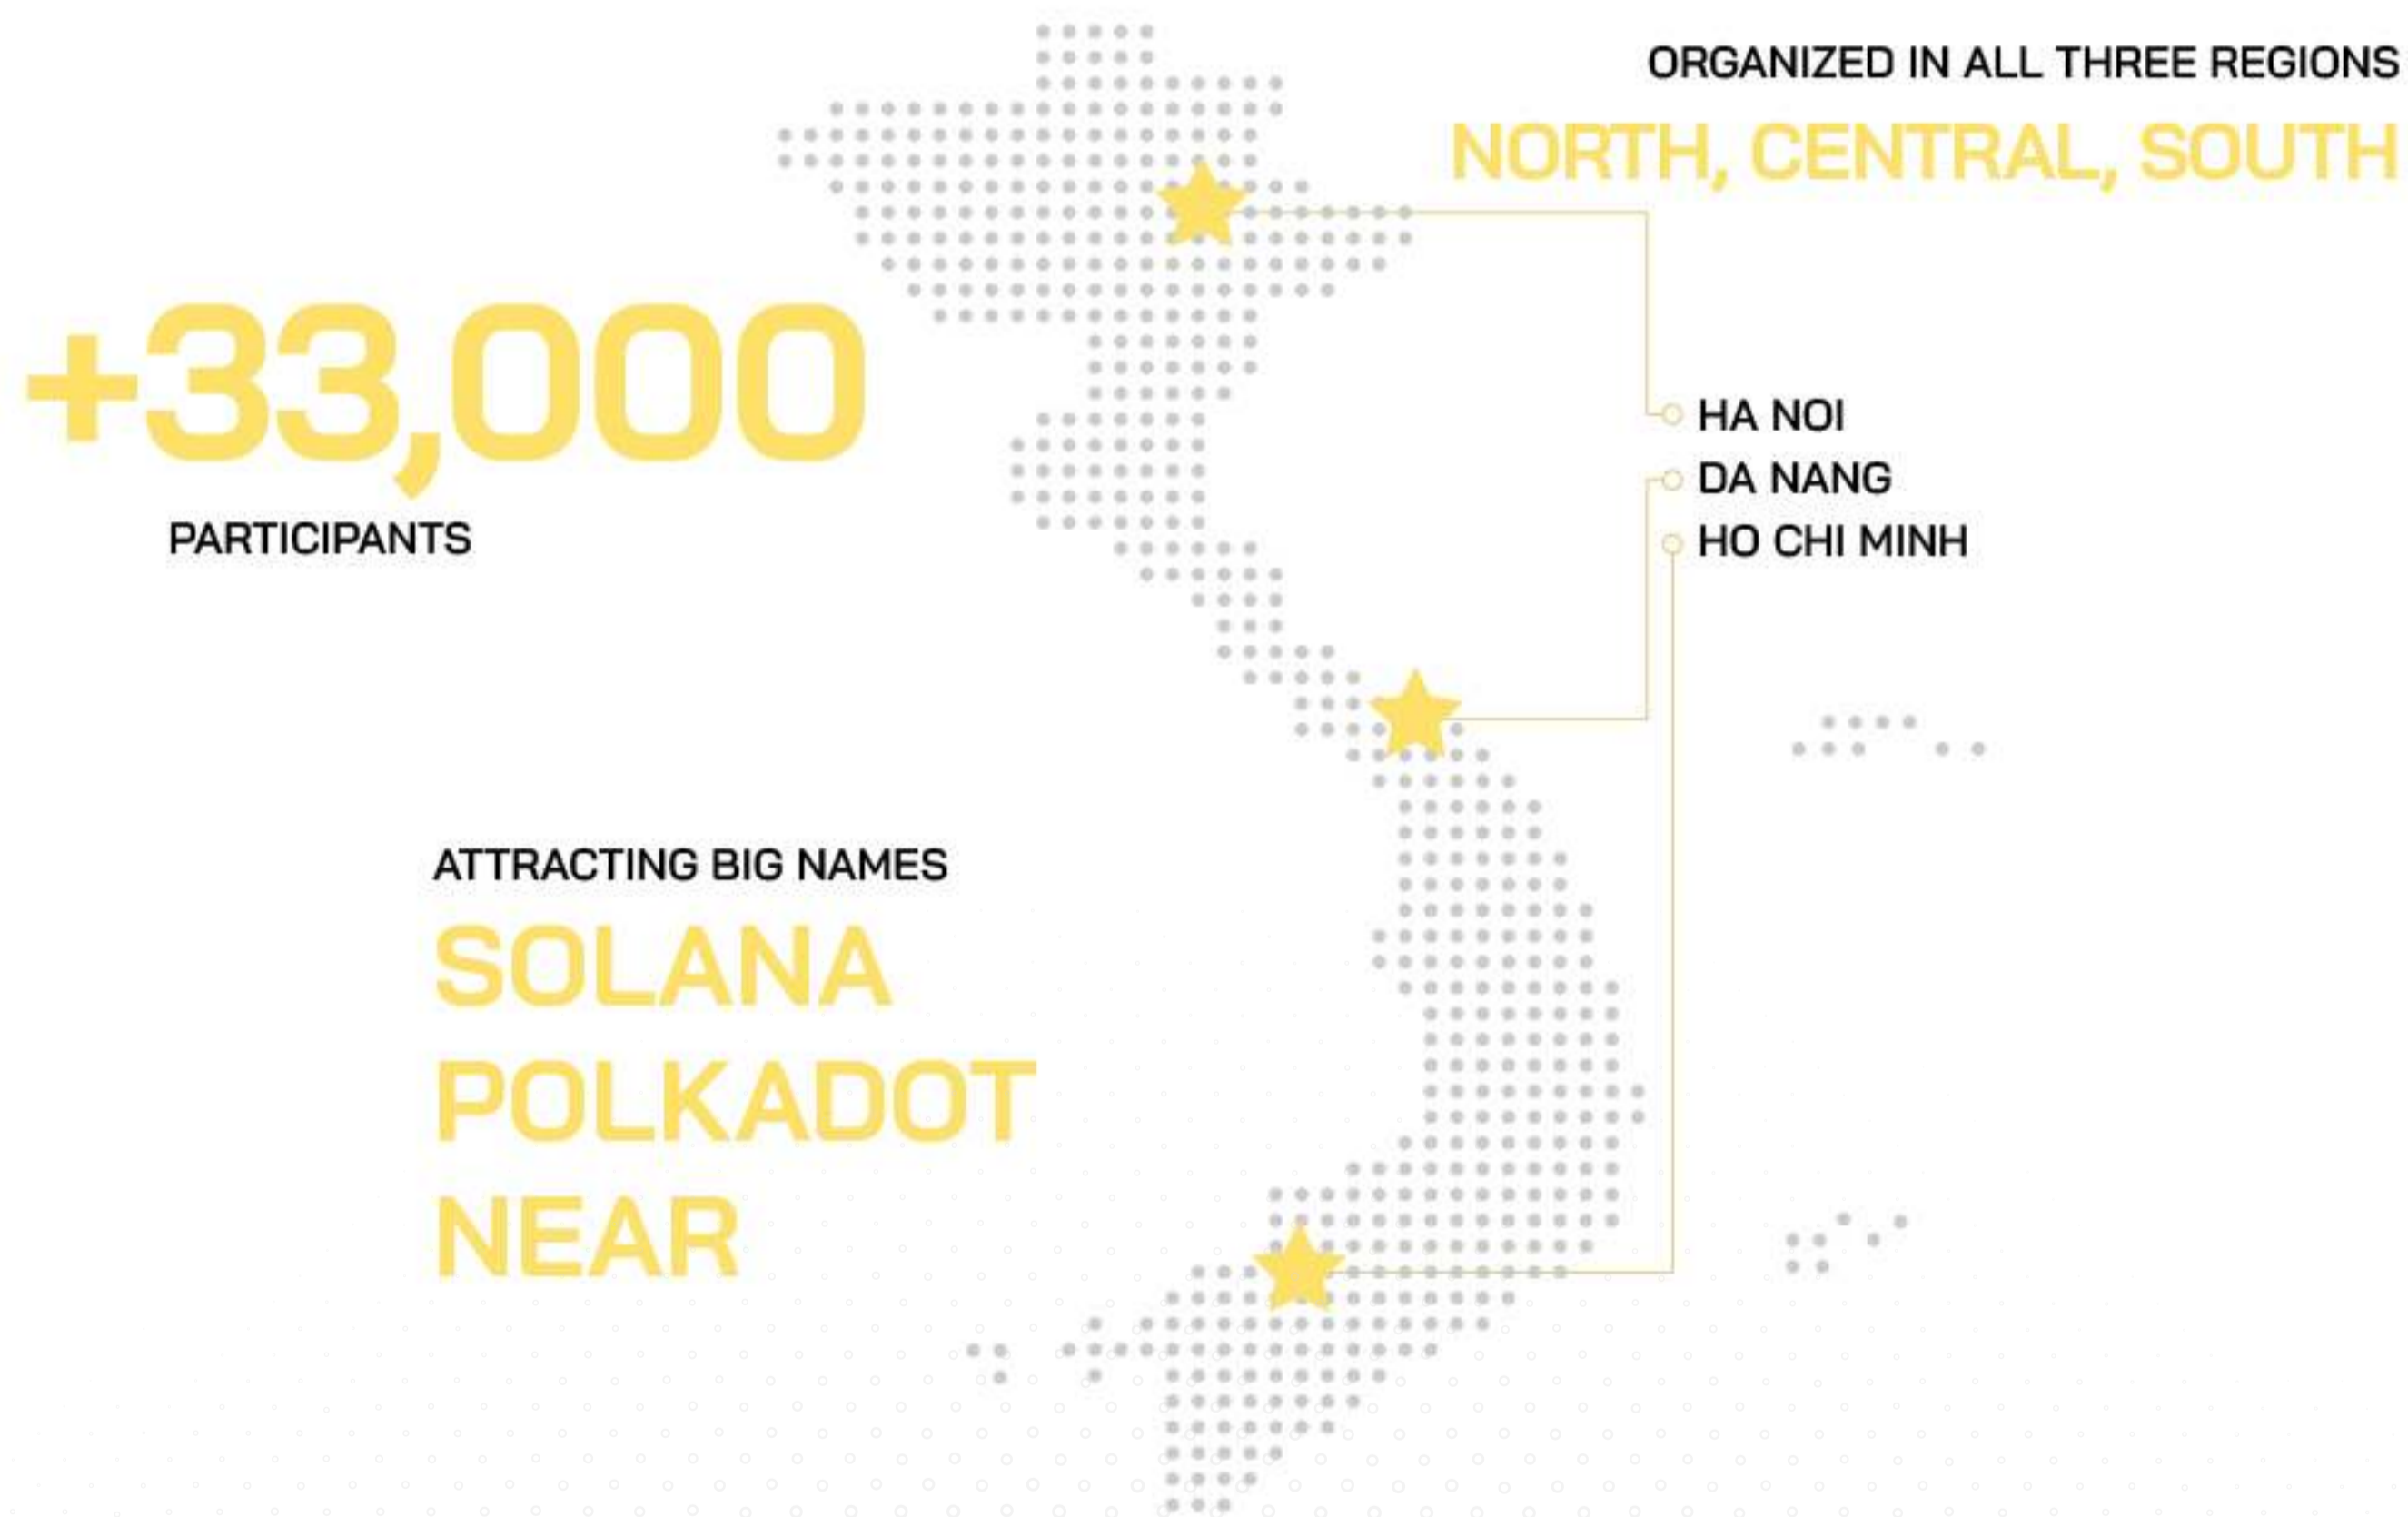 ORGANIZED IN ALL THREE REGIONS
NORTH, CENTRAL, SOUTH
+33,000
PARTICIPANTS
HA NOI
DA NANG
HO CHI MINH
ATTRACTING BIG NAMES
SOLANA
POLKADOT
NEAR